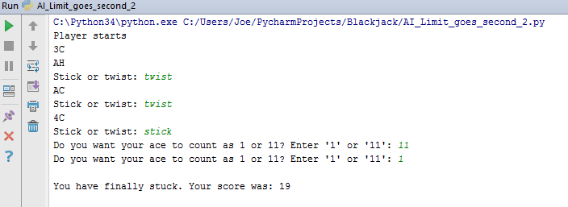 Run AI_Limit_goes_second_2
C:\Python34\python.exe C:/Users/Joe/PycharmProjects/Blackjack/AI_Limit_goes_second_2.py
Player starts
3C
AH
Stick or twist: twist
AC
Stick or twist: twist
4C
Stick or twist: stick
Do you want your ace to count as 1 or 11? Enter '1' or '11': 11
Do you want your ace to count as 1 or 11? Enter '1' or '11': 1
You have finally stuck. Your score was: 19